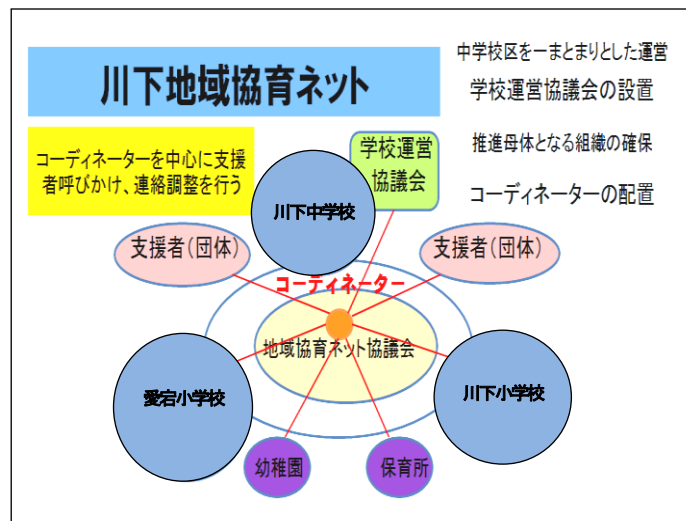 川下地域協育ネット
中学校区を一まとまりとした運営
学校運営協議会の設置
推進母体となる組織の確保
コーディネーターの配置
コーディネーターを中心に支援
者呼びかけ、連絡調整を行う
学校運営
協議会
川下中学校
支援者(団体)
支援者(団体)
コーディネーター
地域協育ネット協議会
愛宕小学校
川下小学校
幼稚園
保育所